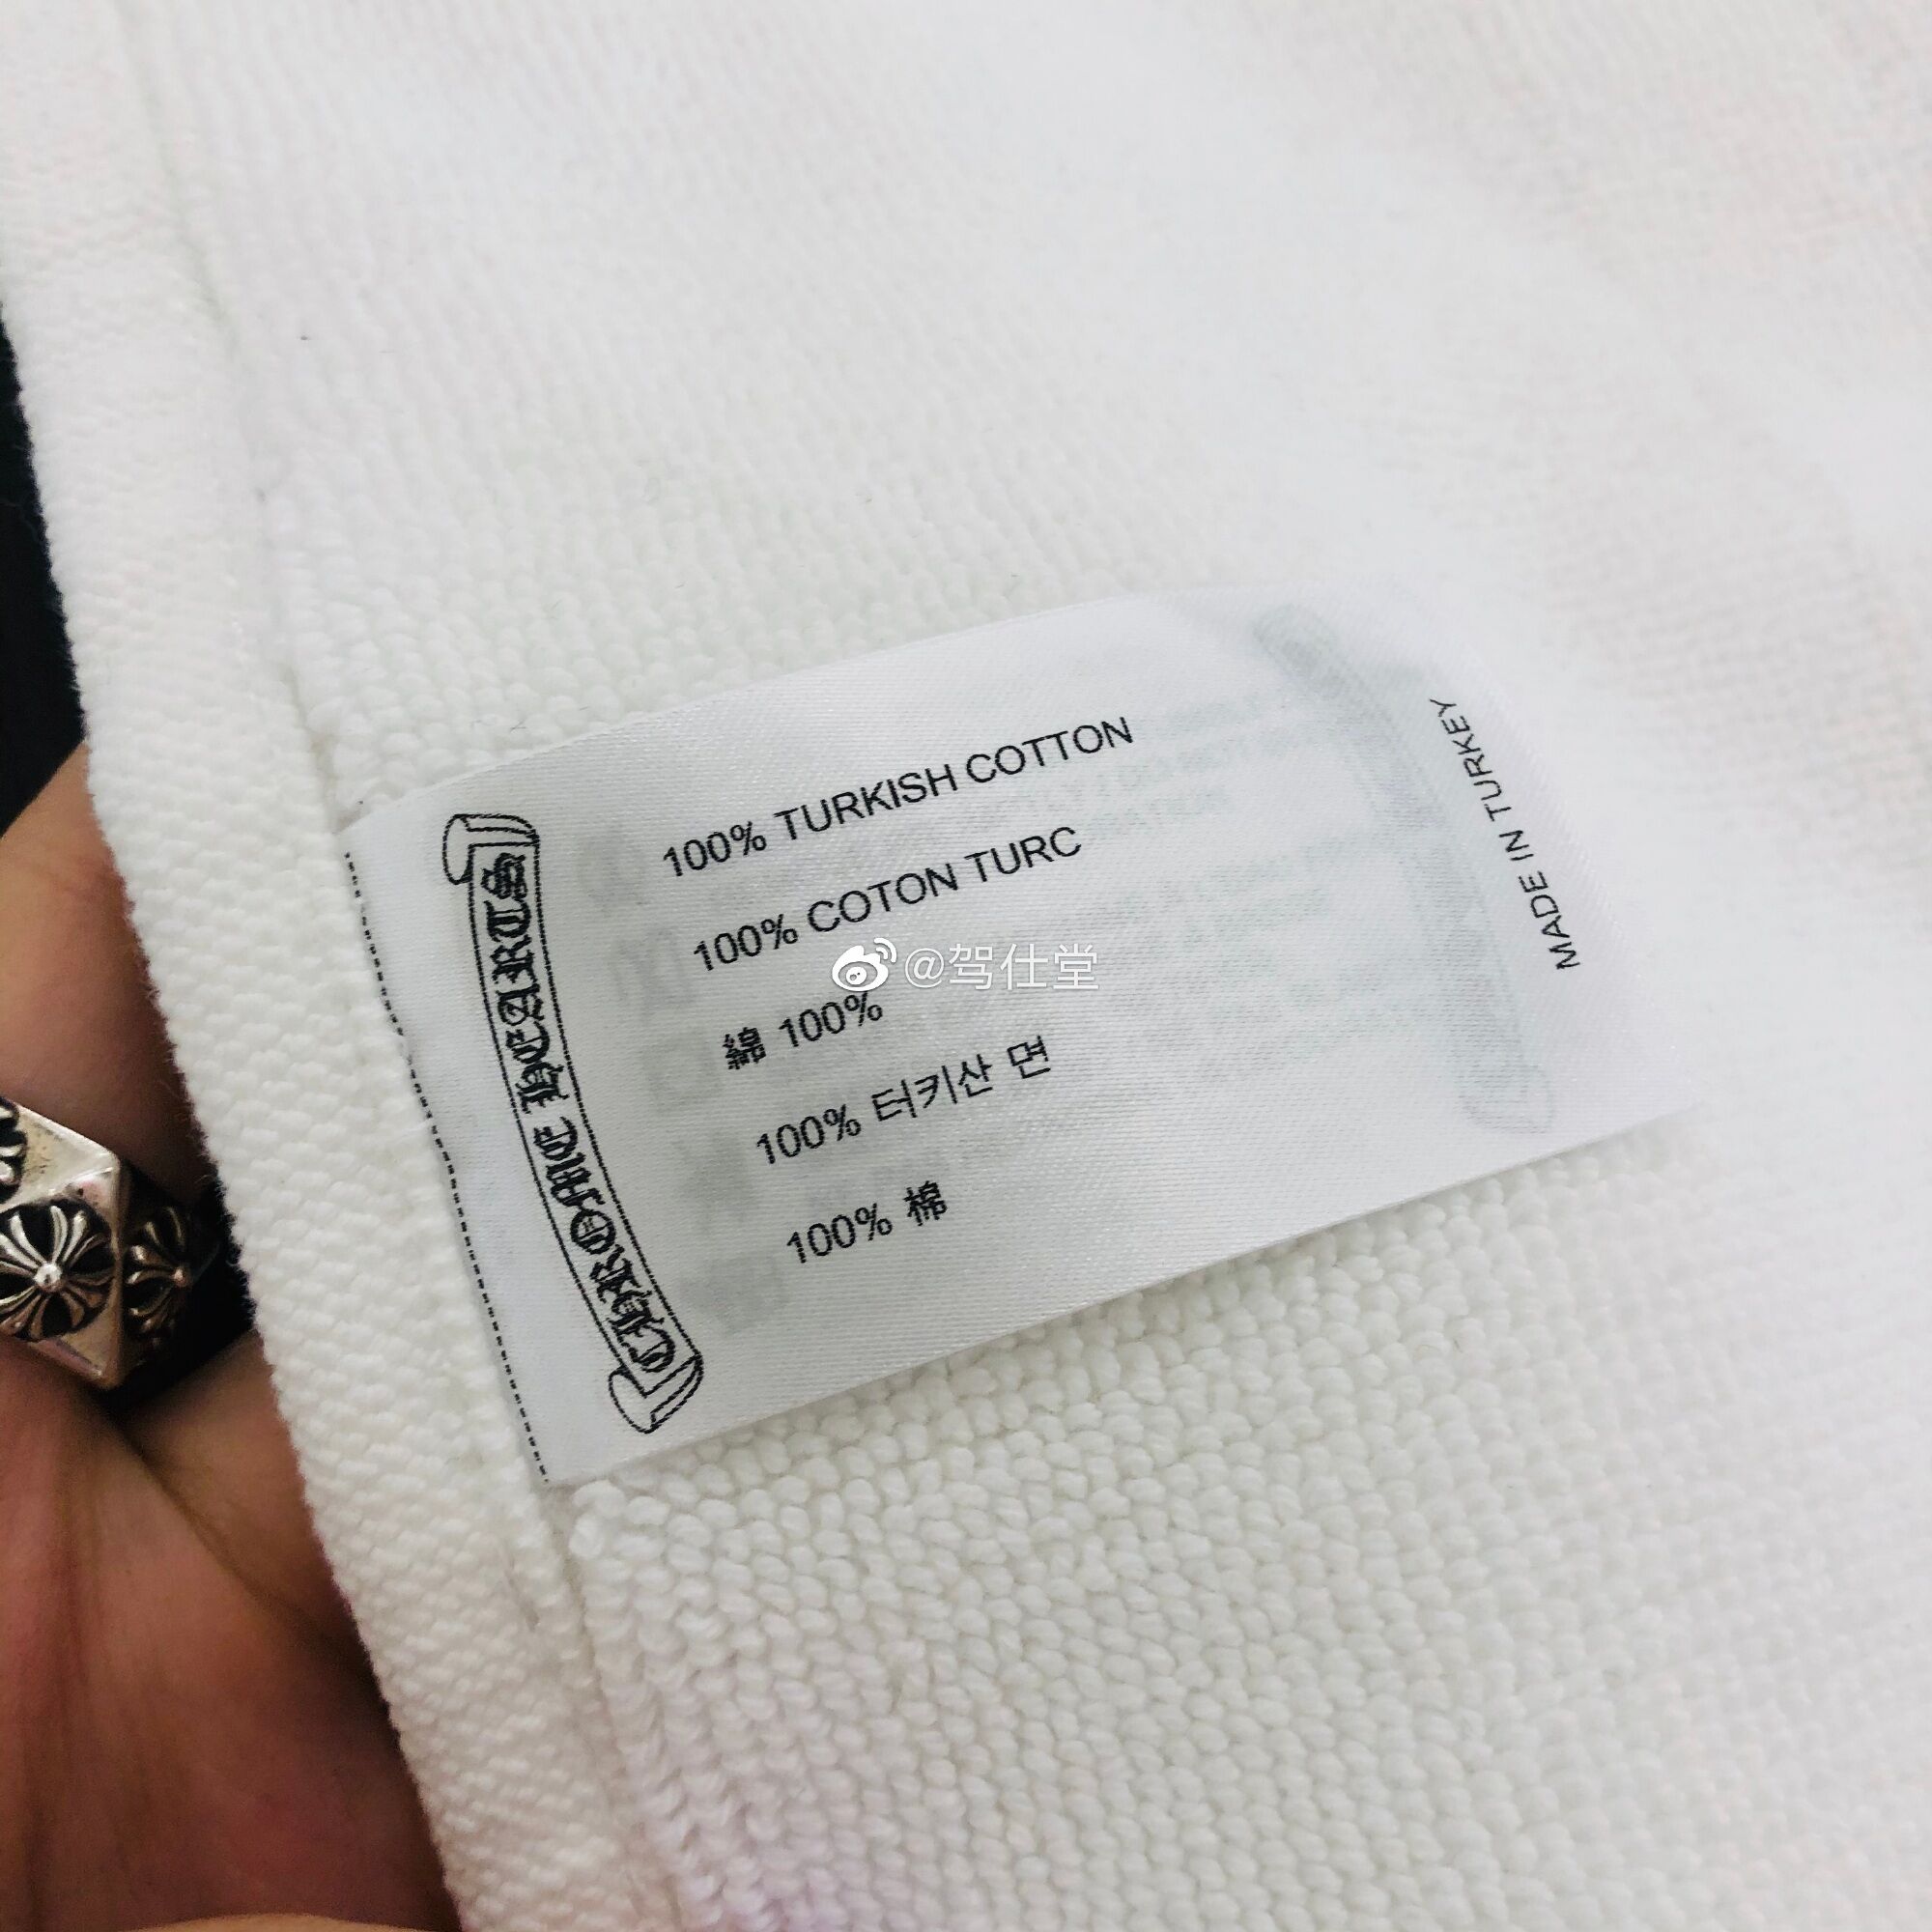 CHROME HEARTS
100% TURKISH COTTON
100% COTON TURC
綿 100%
100% 터키산 면
100% 棉
MADE IN TURKEY
@驾仕堂